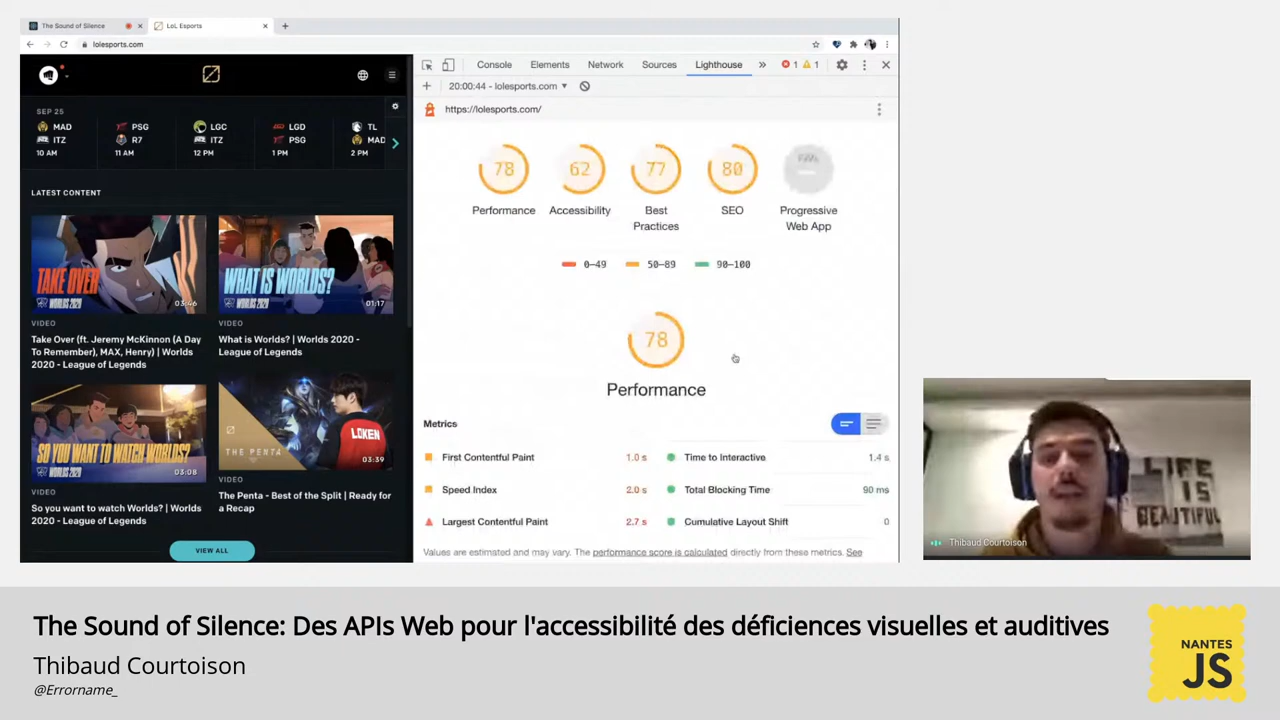 The Sound of Silence
LoL Esports
lolesports.com
Console
Elements
Network
Sources
Lighthouse
1
1
20:00:44 - lolesports.com
https://lolesports.com/
SEP 25
MAD
ITZ
10 AM
PSG
R7
11 AM
LGC
ITZ
12 PM
LGD
PSG
1 PM
TL
MAD
2 PM
LATEST CONTENT
TAKE OVER
WORLDS 2020
03:46
VIDEO
Take Over (ft. Jeremy McKinnon (A Day
To Remember), MAX, Henry) | Worlds
2020 - League of Legends
WHAT IS WORLDS?
WORLDS 2020
01:17
VIDEO
What is Worlds? | Worlds 2020 -
League of Legends
SO YOU WANT TO WATCH WORLDS?
WORLDS 2020
03:08
VIDEO
So you want to watch Worlds? | Worlds
2020 - League of Legends
THE PENTA
LOKEN
03:39
VIDEO
The Penta - Best of the Split | Ready for
a Recap
VIEW ALL
78
Performance
62
Accessibility
77
Best
Practices
80
SEO
Progressive
Web App
0–49
50–89
90–100
78
Performance
Metrics
First Contentful Paint 1.0 s
Time to Interactive 1.4 s
Speed Index 2.0 s
Total Blocking Time 90 ms
Largest Contentful Paint 2.7 s
Cumulative Layout Shift 0
Values are estimated and may vary. The performance score is calculated directly from these metrics. See
LIFE
IS
BEAUTIFUL
Thibaud Courtoison
The Sound of Silence: Des APIs Web pour l'accessibilité des déficiences visuelles et auditives
Thibaud Courtoison
@Errorname_
NANTES
JS